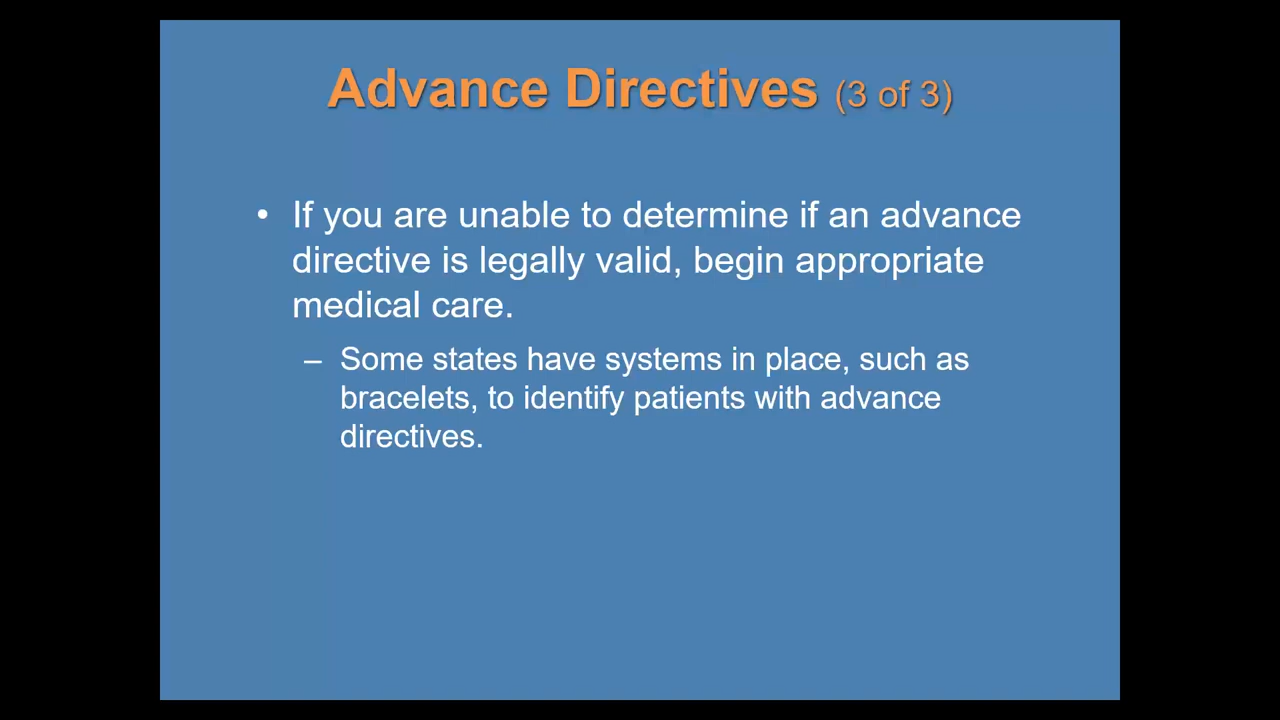 Advance Directives (3 of 3)
• If you are unable to determine if an advance
directive is legally valid, begin appropriate
medical care.
– Some states have systems in place, such as
bracelets, to identify patients with advance
directives.